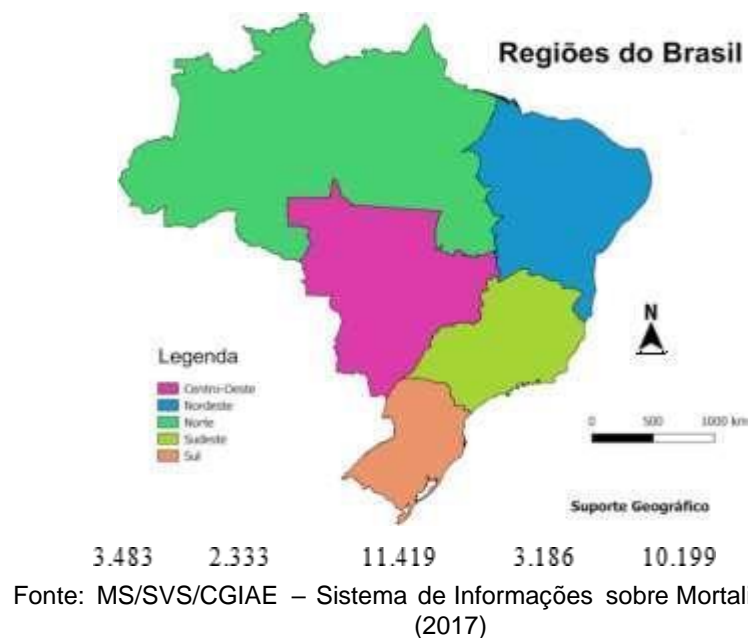 Regiões do Brasil
N
Legenda
Centro-Oeste
Nordeste
Norte
Sudeste
Sul
0 500 1000 km
Suporte Geográfico
3.483 2.333 11.419 3.186 10.199
Fonte: MS/SVS/CGIAE – Sistema de Informações sobre Mortali
(2017)